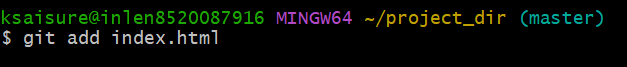 ksaisure@inlen8520087916 MINGW64 ~/project_dir (master)
$ git add index.html